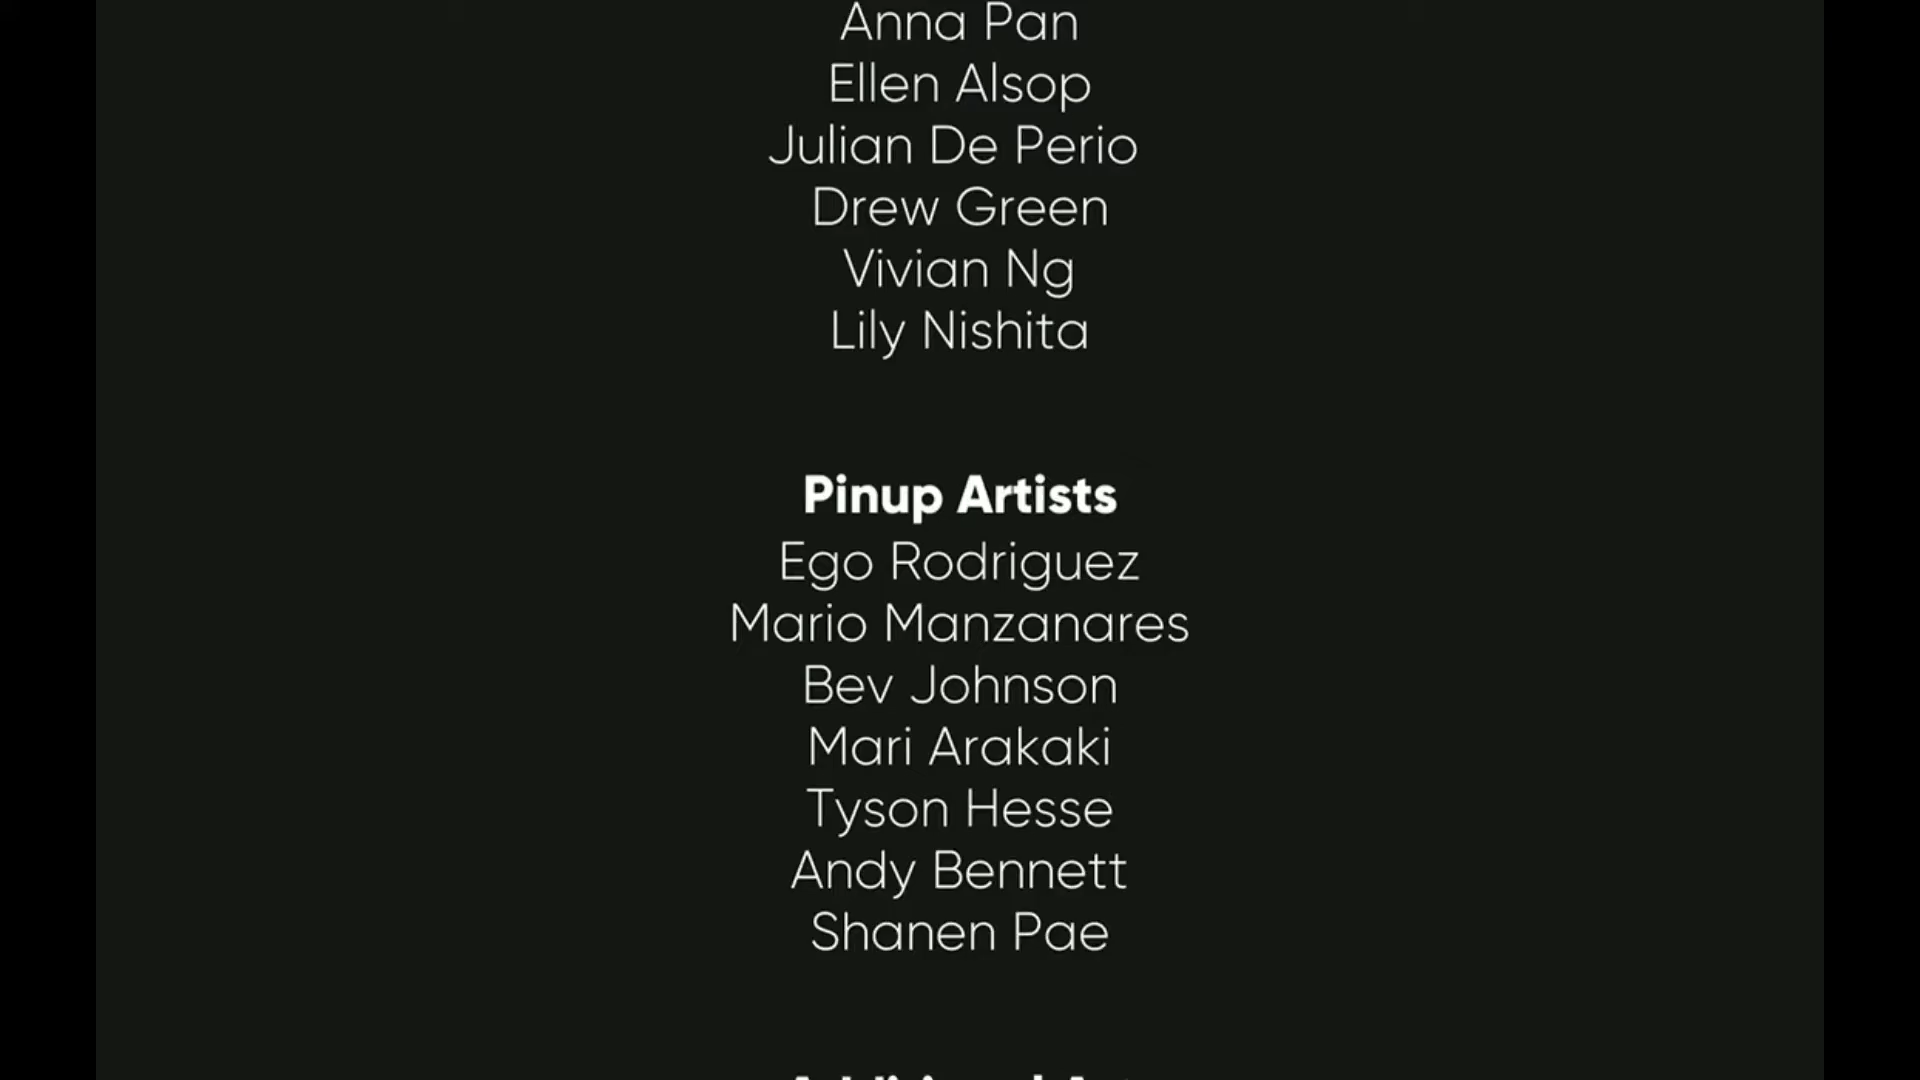 Anna Pan
Ellen Alsop
Julian De Perio
Drew Green
Vivian Ng
Lily Nishita
Pinup Artists
Ego Rodriguez
Mario Manzanares
Bev Johnson
Mari Arakaki
Tyson Hesse
Andy Bennett
Shanen Pae